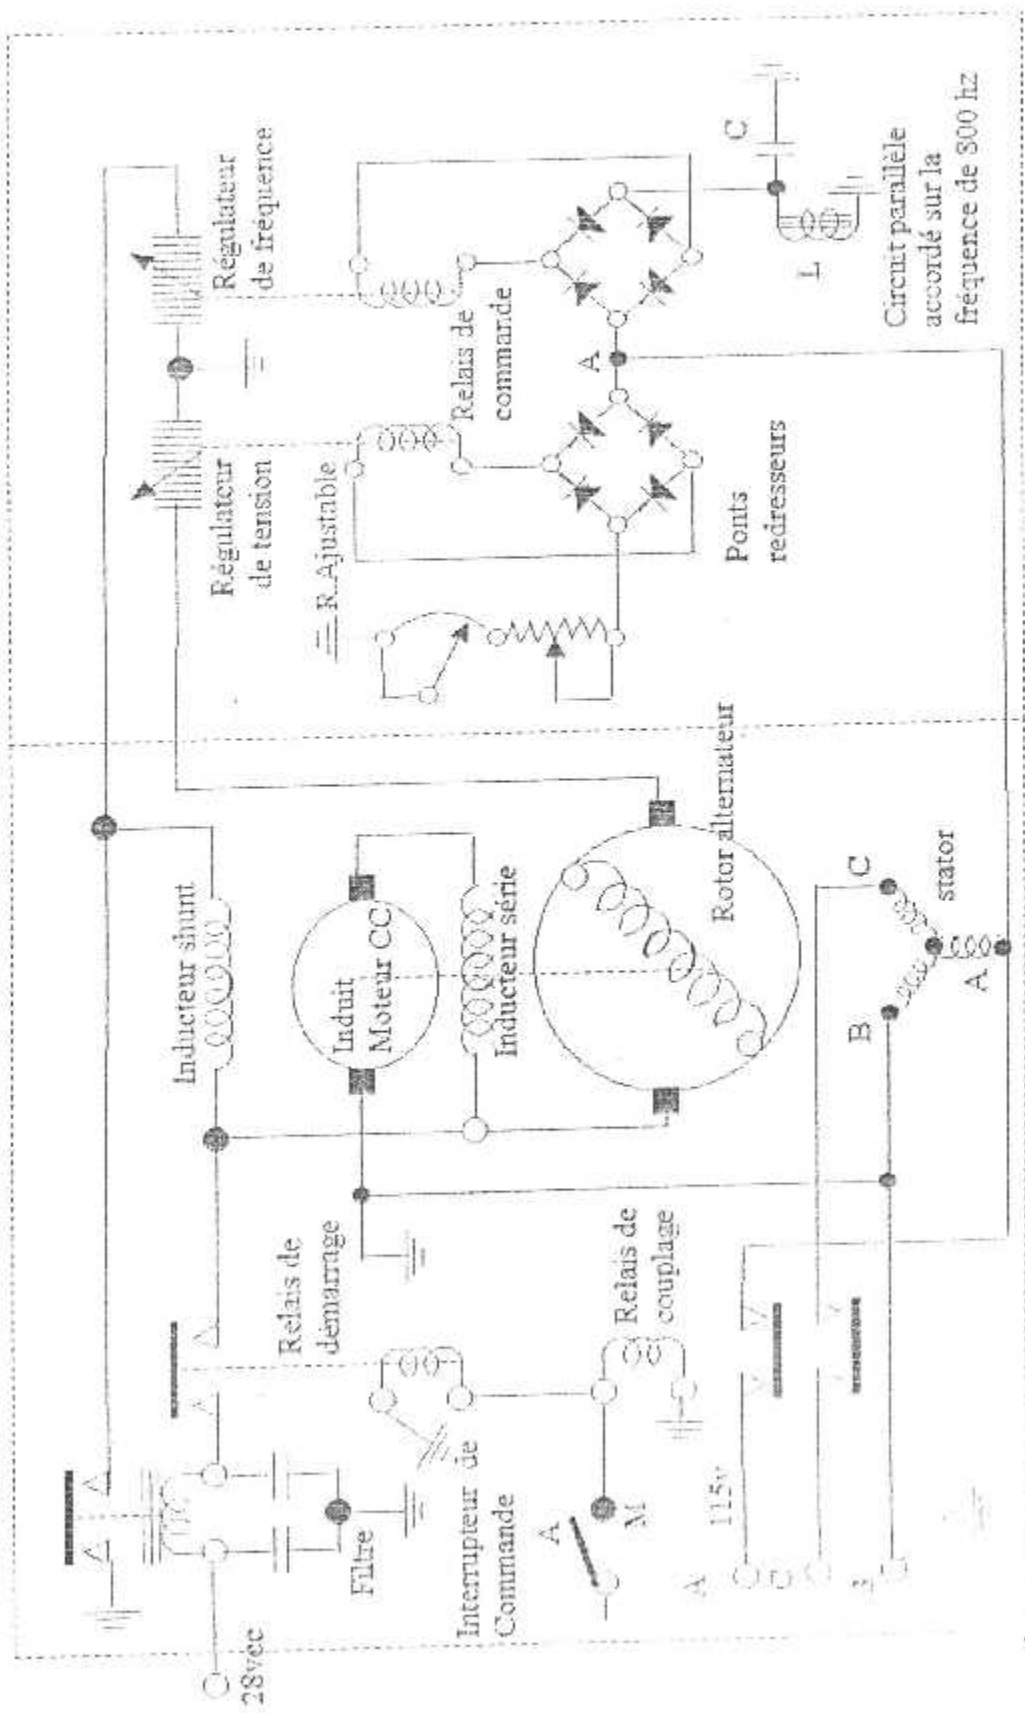 28vcc
Filtre
Interrupteur de
Commande
A
M
A
115v
C
Relais de
démarrage
Relais de
couplage
Inducteur shunt
Induit
Moteur CC
Inducteur série
Rotor alternateur
B
C
A
stator
Régulateur
de tension
R.Ajustable
Ponts
redresseurs
Régulateur
de fréquence
Relais de
commande
A
C
L
Circuit parallèle
accordé sur la
fréquence de 800 hz